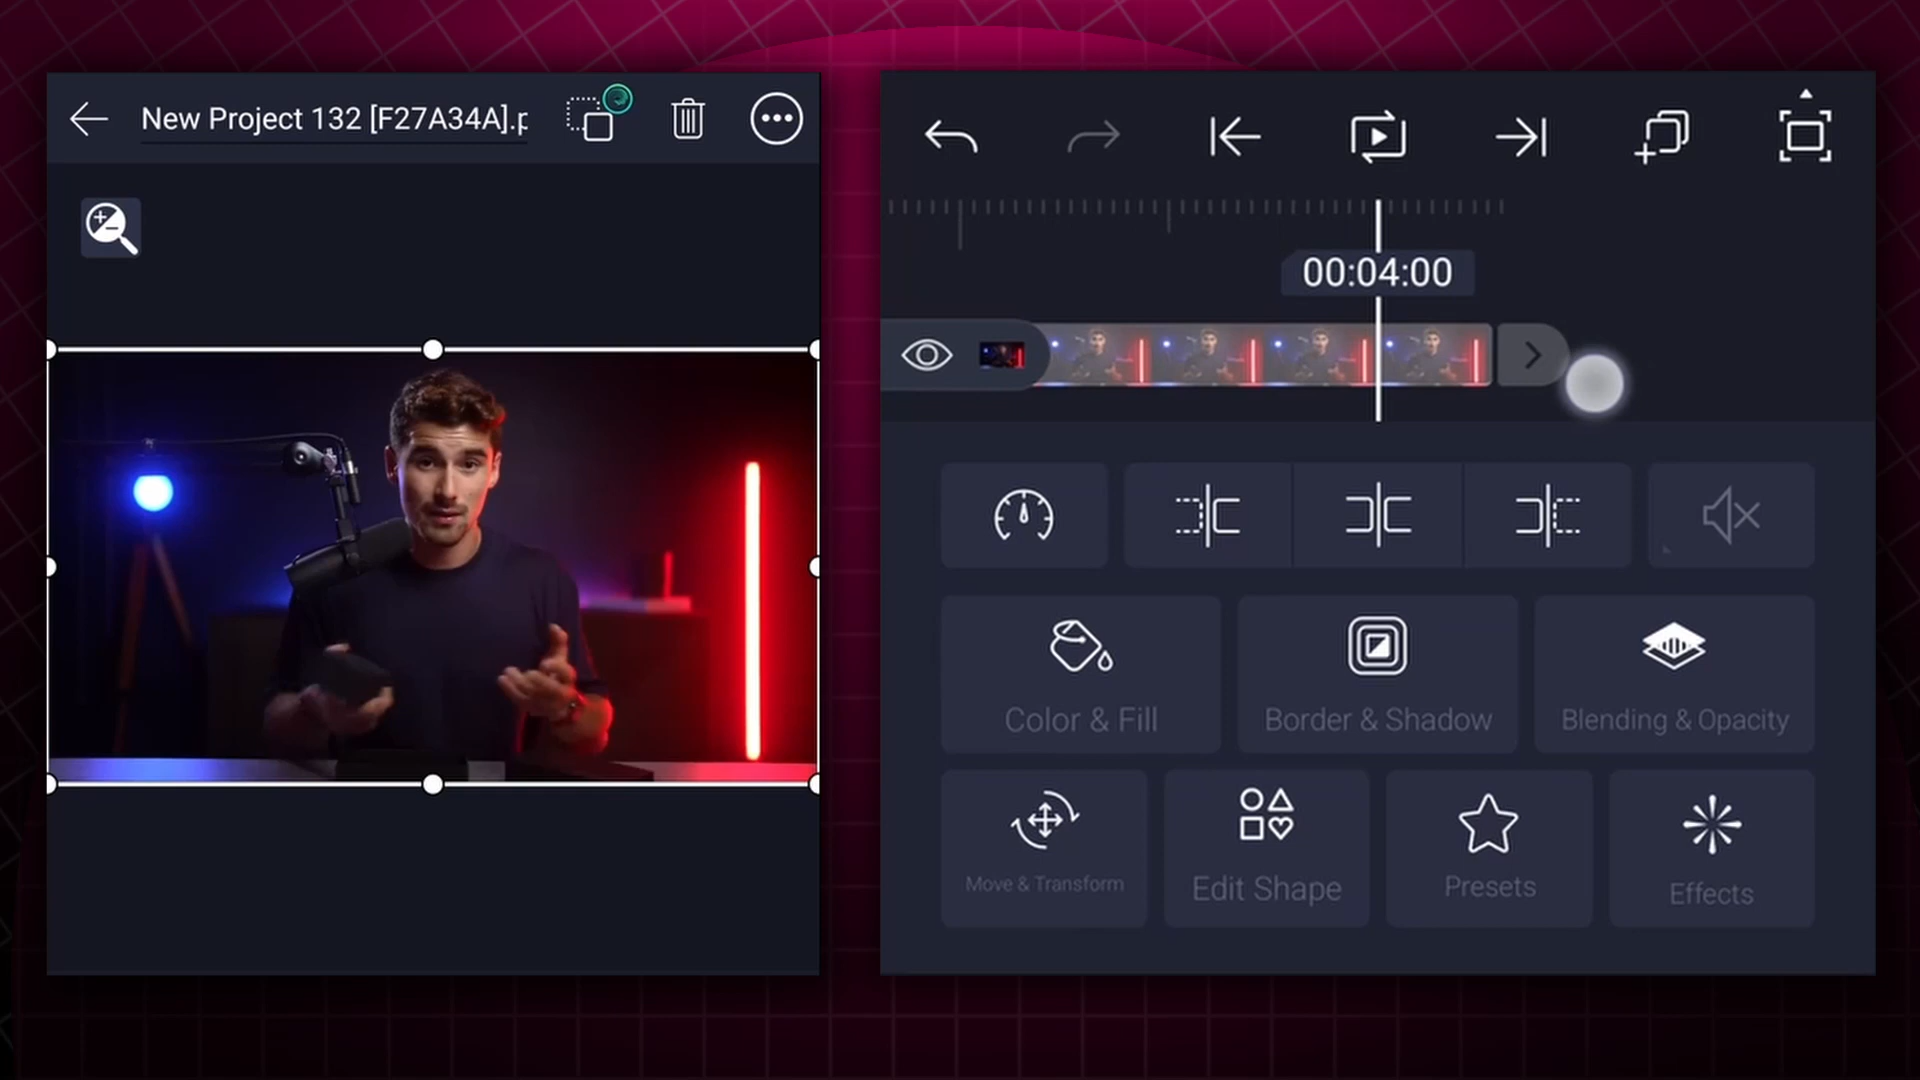 New Project 132 [F27A34A].p
00:04:00
Color & Fill
Border & Shadow
Blending & Opacity
Move & Transform
Edit Shape
Presets
Effects